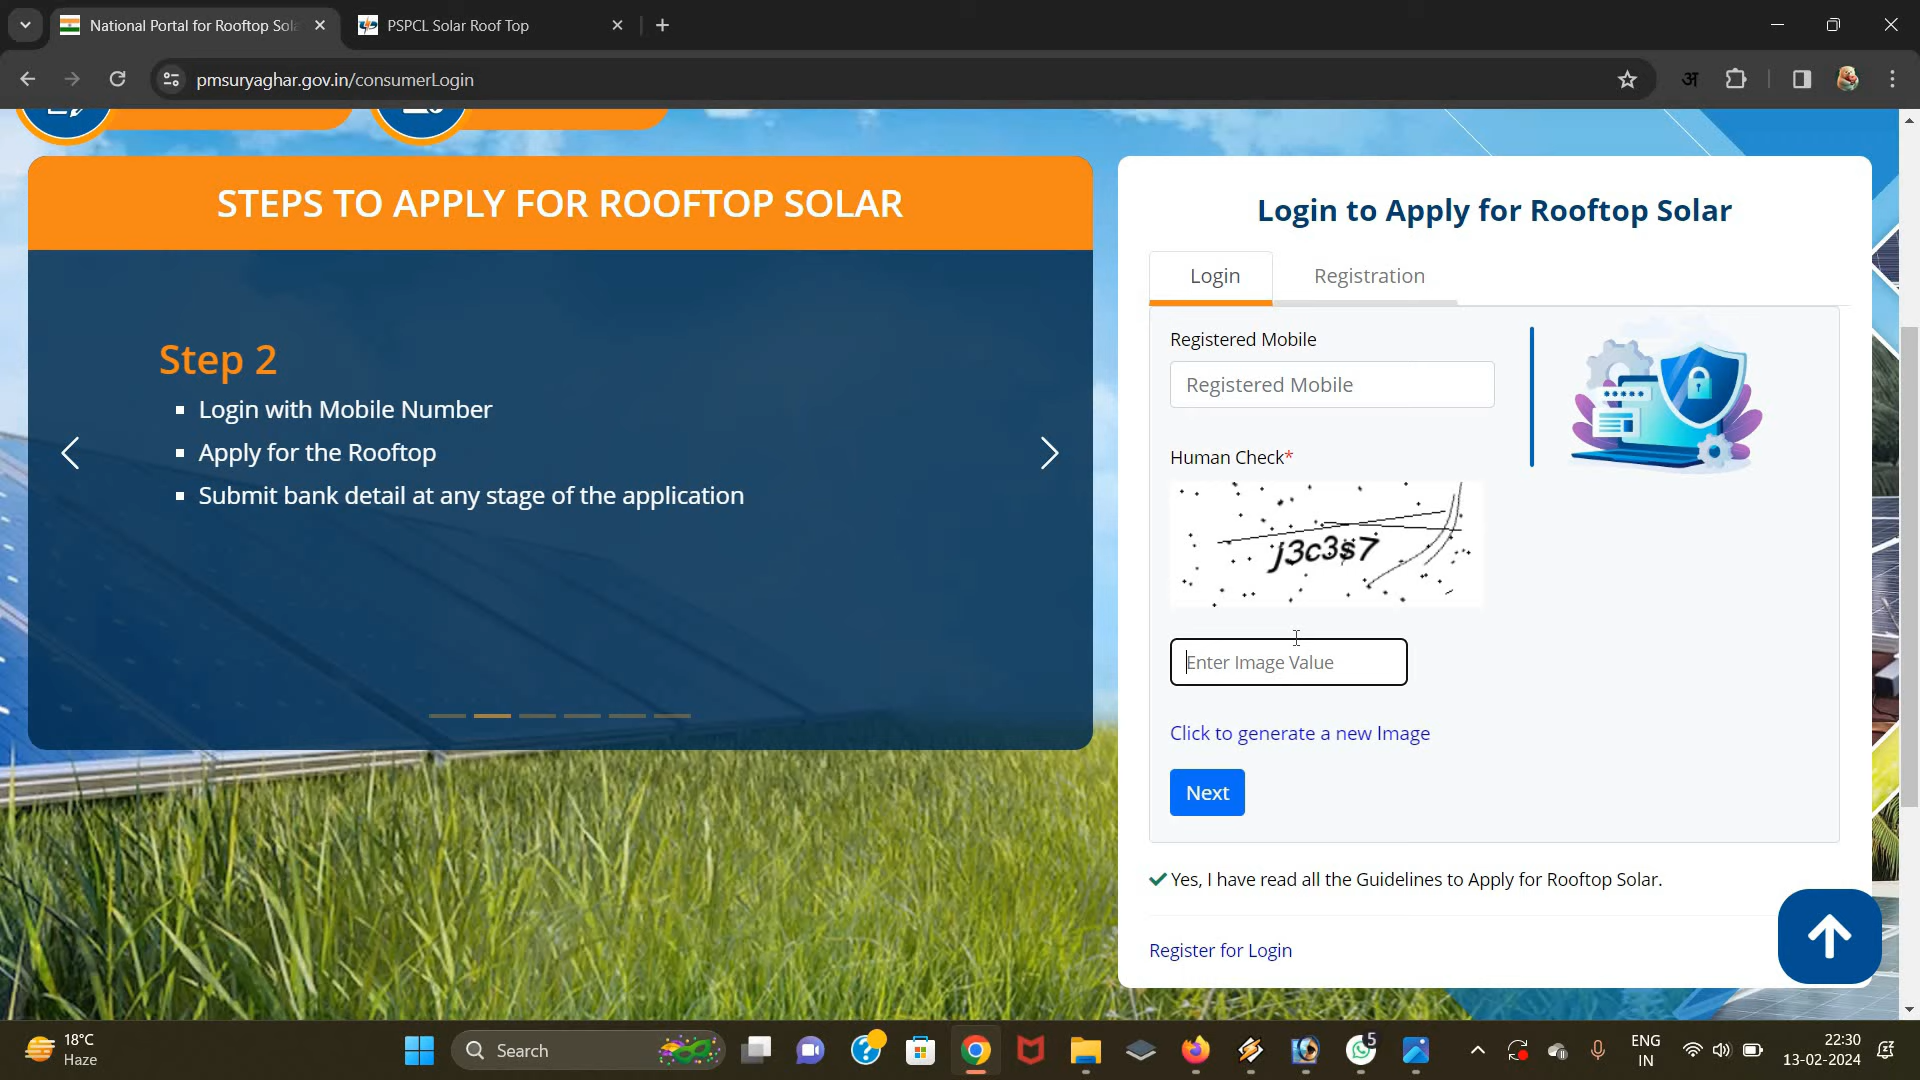 National Portal for Rooftop Sola
PSPCL Solar Roof Top
pmsuryaghar.gov.in/consumerLogin
अ
STEPS TO APPLY FOR ROOFTOP SOLAR
Step 2
Login with Mobile Number
Apply for the Rooftop
Submit bank detail at any stage of the application
Login to Apply for Rooftop Solar
Login
Registration
Registered Mobile
Registered Mobile
Human Check*
j3c3s7
Enter Image Value
Click to generate a new Image
Next
Yes, I have read all the Guidelines to Apply for Rooftop Solar.
Register for Login
18°C
Haze
Search
5
ENG
IN
22:30
13-02-2024